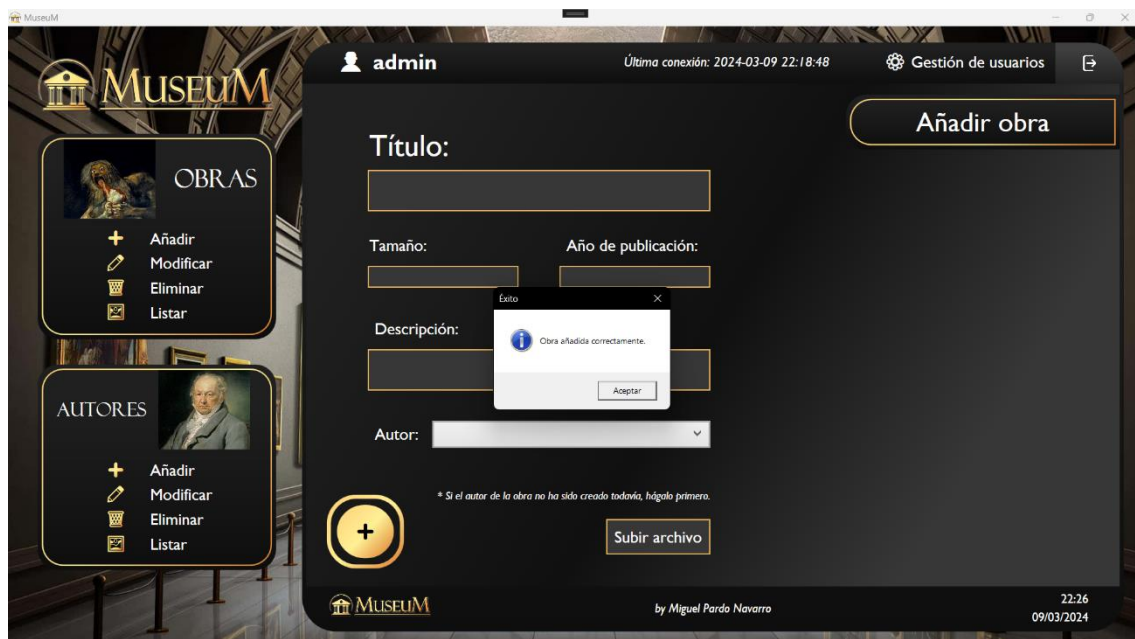 MuseuM
MUSEUM
admin
Última conexión: 2024-03-09 22:18:48
Gestión de usuarios
Añadir obra
OBRAS
Añadir
Modificar
Eliminar
Listar
AUTORES
Añadir
Modificar
Eliminar
Listar
Título:
Tamaño:
Año de publicación:
Descripción:
Éxito
Obra añadida correctamente.
Aceptar
Autor:
* Si el autor de la obra no ha sido creado todavía, hágalo primero.
+
Subir archivo
MUSEUM
by Miguel Pardo Navarro
22:26
09/03/2024